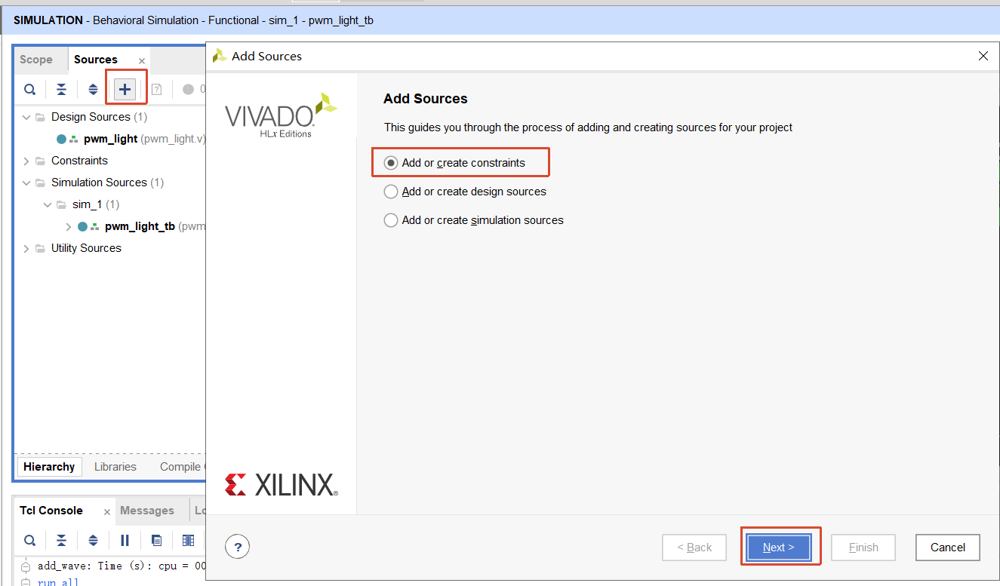 SIMULATION - Behavioral Simulation - Functional - sim_1 - pwm_light_tb
Scope
Sources
Design Sources (1)
pwm_light (pwm_light.v)
Constraints
Simulation Sources (1)
sim_1 (1)
pwm_light_tb (pwm
Utility Sources
Hierarchy
Libraries
Compile
Tcl Console
Messages
add_wave: Time (s): cpu = 00
run all
Add Sources
VIVADO.
HLx Editions
XILINX®
Add Sources
This guides you through the process of adding and creating sources for your project
Add or create constraints
Add or create design sources
Add or create simulation sources
?
< Back
Next >
Finish
Cancel